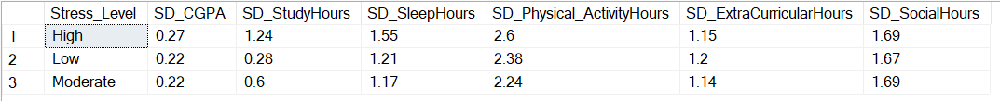 Stress_Level SD_CGPA SD_StudyHours SD_SleepHours SD_Physical_ActivityHours SD_ExtraCurricularHours SD_SocialHours
1 High 0.27 1.24 1.55 2.6 1.15 1.69
2 Low 0.22 0.28 1.21 2.38 1.2 1.67
3 Moderate 0.22 0.6 1.17 2.24 1.14 1.69